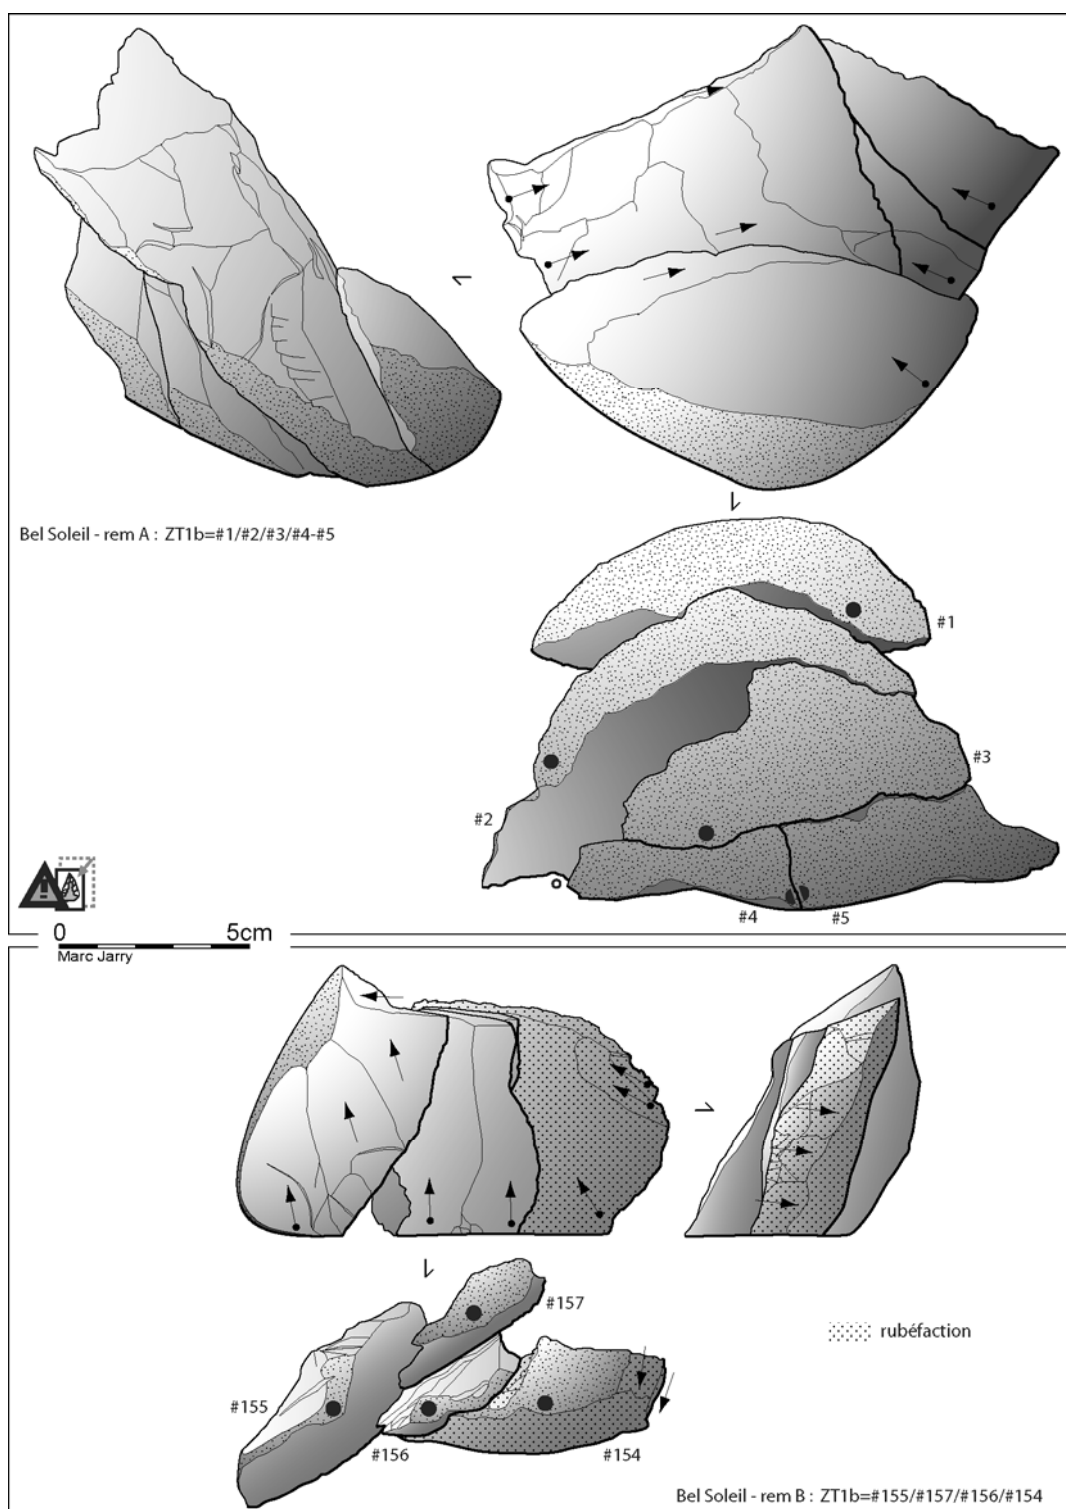 Bel Soleil - rem A : ZT1b=#1/#2/#3/#4-#5
#1
#3
#2
#4
#5
0 5cm
Marc Jarry
#157
rubéfaction
#155
#156
#154
Bel Soleil - rem B : ZT1b=#155/#157/#156/#154